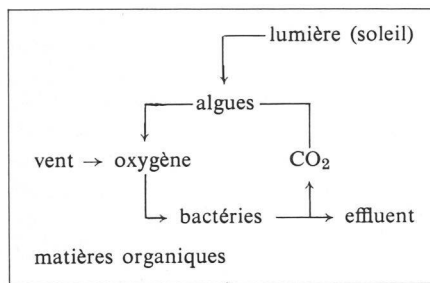 lumière (soleil)
algues
vent → oxygène CO₂
bactéries → effluent
matières organiques